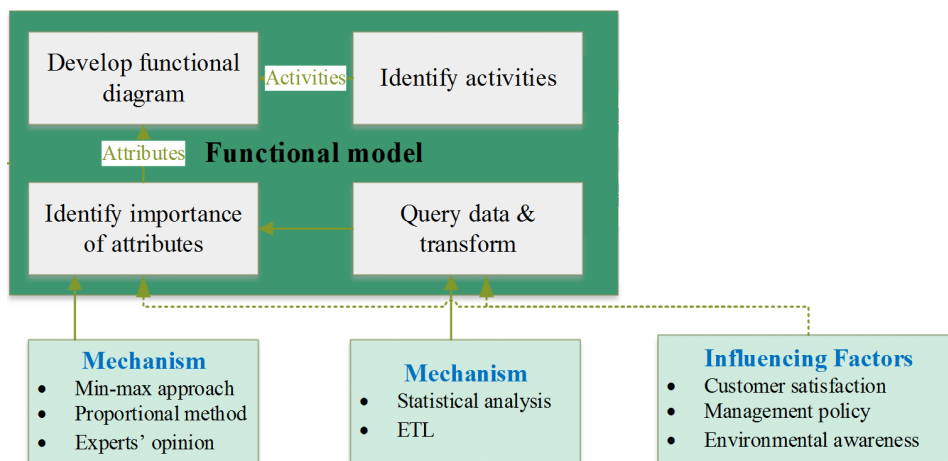 Develop functional
diagram
Activities
Identify activities
Attributes
Functional model
Identify importance
of attributes
Query data &
transform
Mechanism
• Min-max approach
• Proportional method
• Experts’ opinion
Mechanism
• Statistical analysis
• ETL
Influencing Factors
• Customer satisfaction
• Management policy
• Environmental awareness